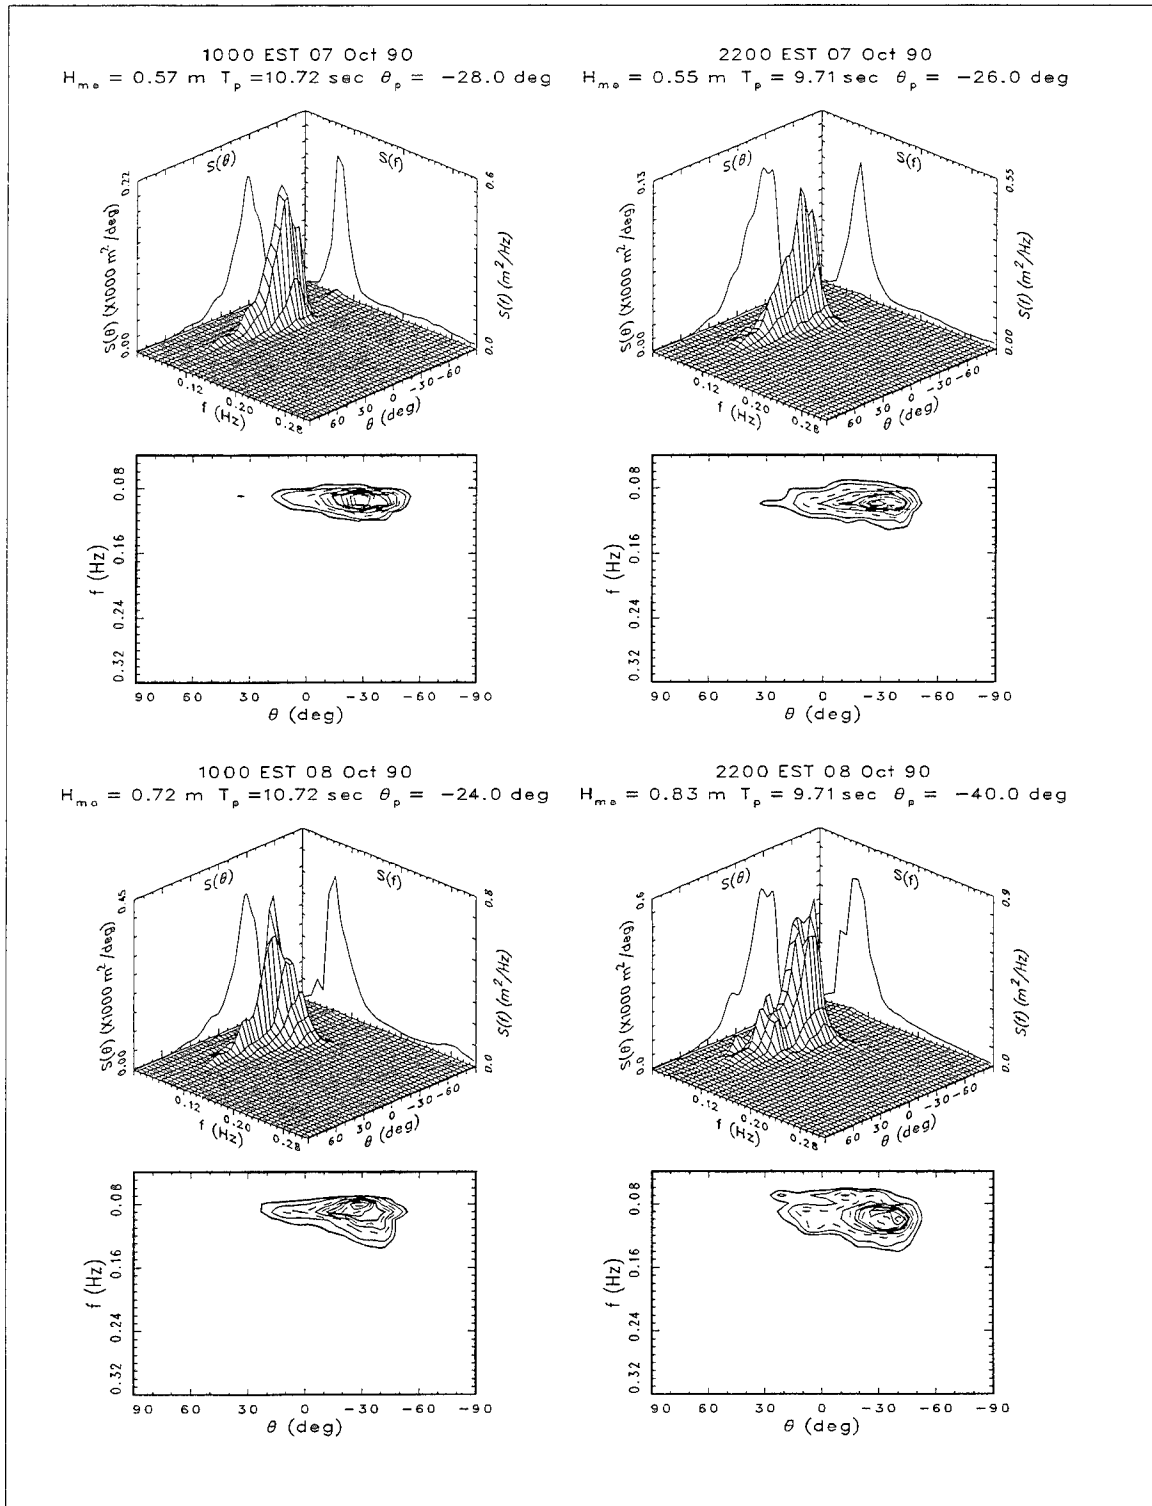 1000 EST 07 Oct 90
H_mo = 0.57 m T_p =10.72 sec θ_p = −28.0 deg
S(θ)
S(f)
0.22
0.6
S(θ) (X1000 m²/deg)
S(f) (m²/Hz)
0.00
0.0
0.12
0.20
0.28
f (Hz)
60 30 0 −30 −60
θ (deg)
0.08
0.16
0.24
0.32
f (Hz)
90 60 30 0 −30 −60 −90
θ (deg)
2200 EST 07 Oct 90
H_mo = 0.55 m T_p = 9.71 sec θ_p = −26.0 deg
S(θ)
S(f)
0.13
0.55
S(θ) (X1000 m²/deg)
S(f) (m²/Hz)
0.00
0.00
0.12
0.20
0.28
f (Hz)
60 30 0 −30 −60
θ (deg)
0.08
0.16
0.24
0.32
f (Hz)
90 60 30 0 −30 −60 −90
θ (deg)
1000 EST 08 Oct 90
H_mo = 0.72 m T_p =10.72 sec θ_p = −24.0 deg
S(θ)
S(f)
0.45
0.8
S(θ) (X1000 m²/deg)
S(f) (m²/Hz)
0.00
0.0
0.12
0.20
0.28
f (Hz)
60 30 0 −30 −60
θ (deg)
0.08
0.16
0.24
0.32
f (Hz)
90 60 30 0 −30 −60 −90
θ (deg)
2200 EST 08 Oct 90
H_mo = 0.83 m T_p = 9.71 sec θ_p = −40.0 deg
S(θ)
S(f)
0.6
0.9
S(θ) (X1000 m²/deg)
S(f) (m²/Hz)
0.0
0.0
0.12
0.20
0.28
f (Hz)
60 30 0 −30 −60
θ (deg)
0.08
0.16
0.24
0.32
f (Hz)
90 60 30 0 −30 −60 −90
θ (deg)